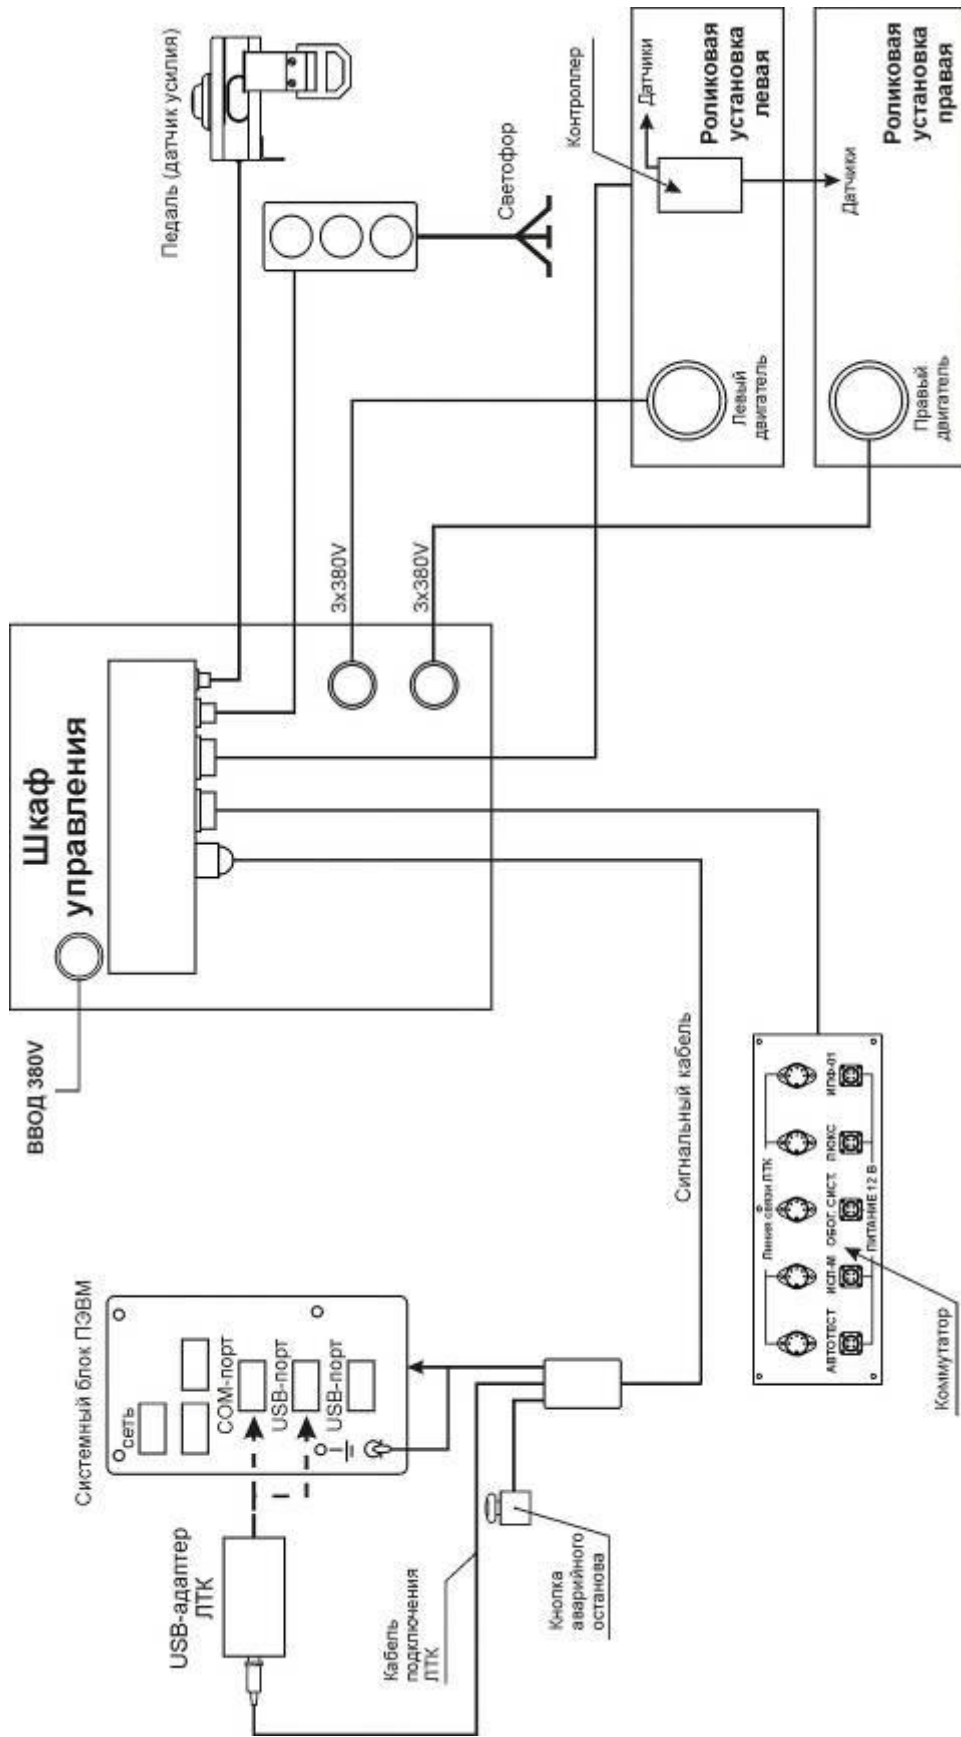 Педаль (датчик усилия)
Светофор
Контроллер
Датчики
Роликовая
установка
левая
Роликовая
установка
правая
Датчики
Левый
двигатель
Правый
двигатель
3x380V
3x380V
Шкаф
управления
ВВОД 380V
Сигнальный кабель
Системный блок ПЭВМ
сеть
COM-порт
USB-порт
USB-порт
USB-адаптер
ЛТК
Кабель
подключения
ЛТК
Кнопка
аварийного
останова
Линия связи ЛТК
АВТОТЕСТ ИСП-М ОБОГ. СИСТ. ЛЮКС ИПФ-01
ПИТАНИЕ 12 В
Коммутатор